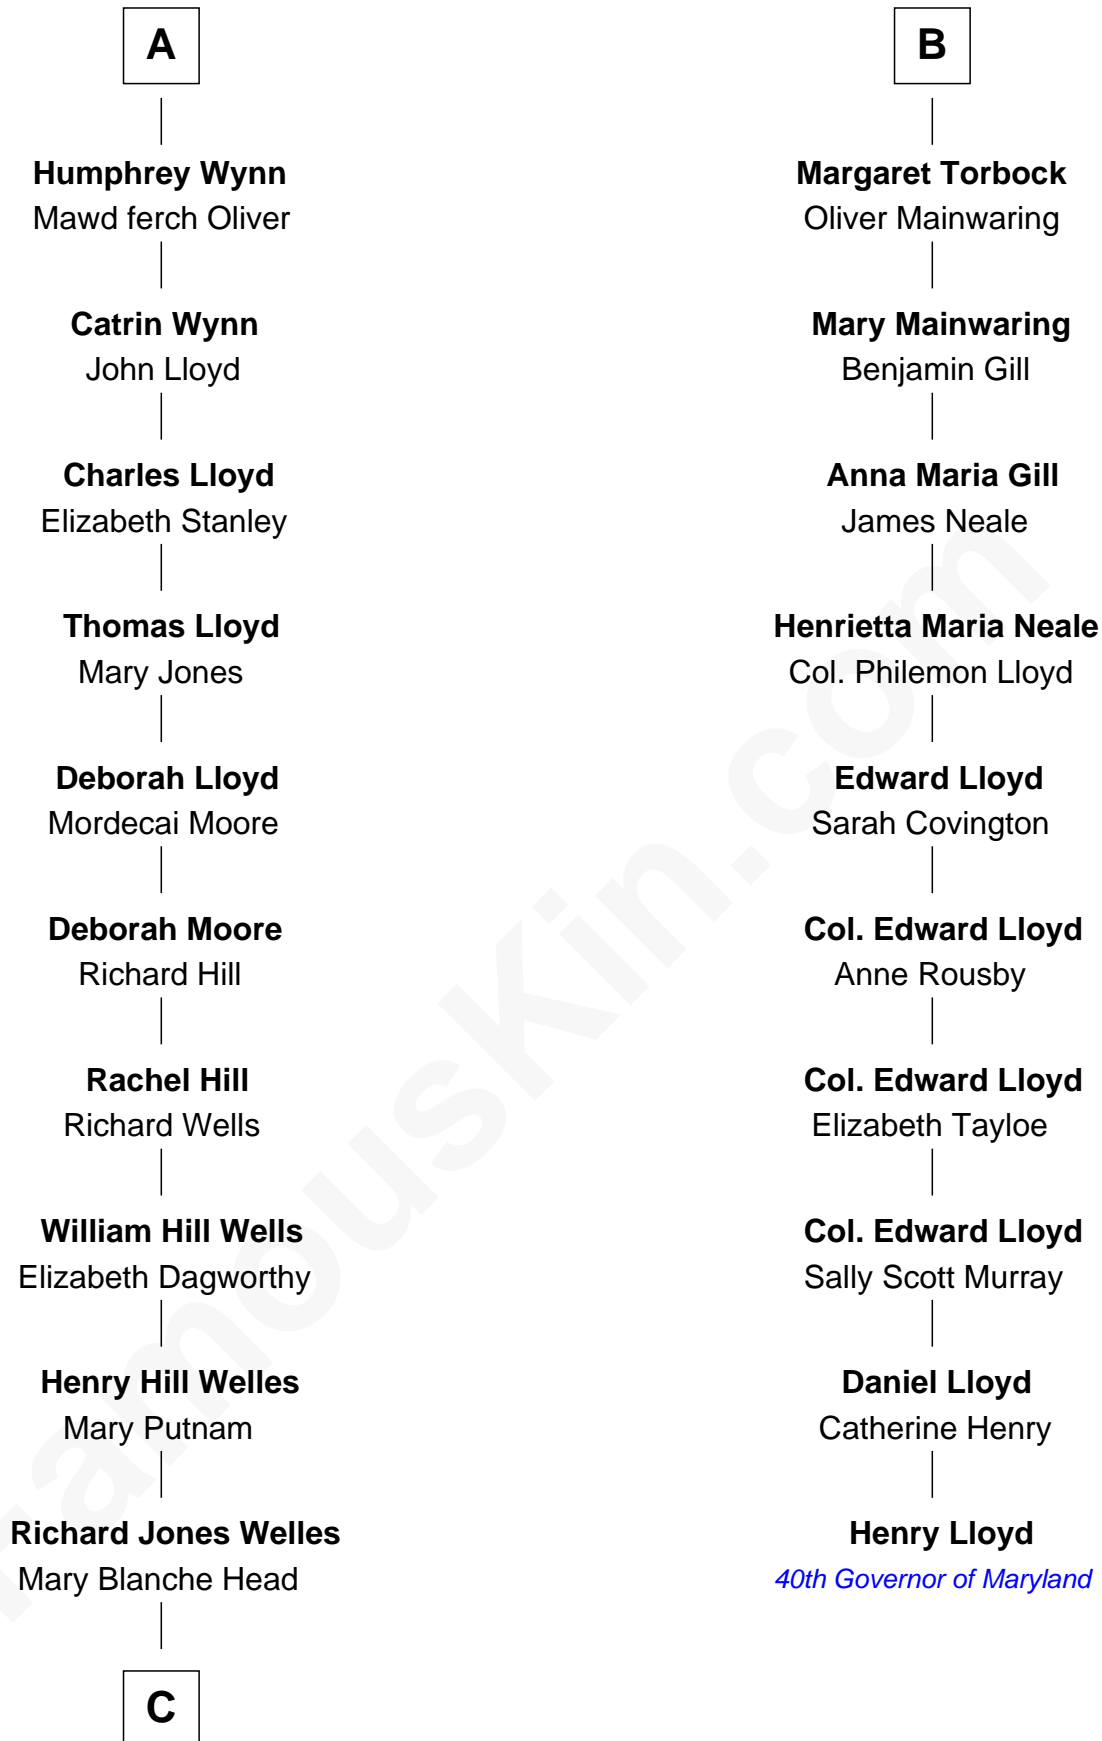 A
Humphrey Wynn
Mawd ferch Oliver
Catrin Wynn
John Lloyd
Charles Lloyd
Elizabeth Stanley
Thomas Lloyd
Mary Jones
Deborah Lloyd
Mordecai Moore
Deborah Moore
Richard Hill
Rachel Hill
Richard Wells
William Hill Wells
Elizabeth Dagworthy
Henry Hill Welles
Mary Putnam
Richard Jones Welles
Mary Blanche Head
C
B
Margaret Torbock
Oliver Mainwaring
Mary Mainwaring
Benjamin Gill
Anna Maria Gill
James Neale
Henrietta Maria Neale
Col. Philemon Lloyd
Edward Lloyd
Sarah Covington
Col. Edward Lloyd
Anne Rousby
Col. Edward Lloyd
Elizabeth Tayloe
Col. Edward Lloyd
Sally Scott Murray
Daniel Lloyd
Catherine Henry
Henry Lloyd
40th Governor of Maryland
FamousKin.com